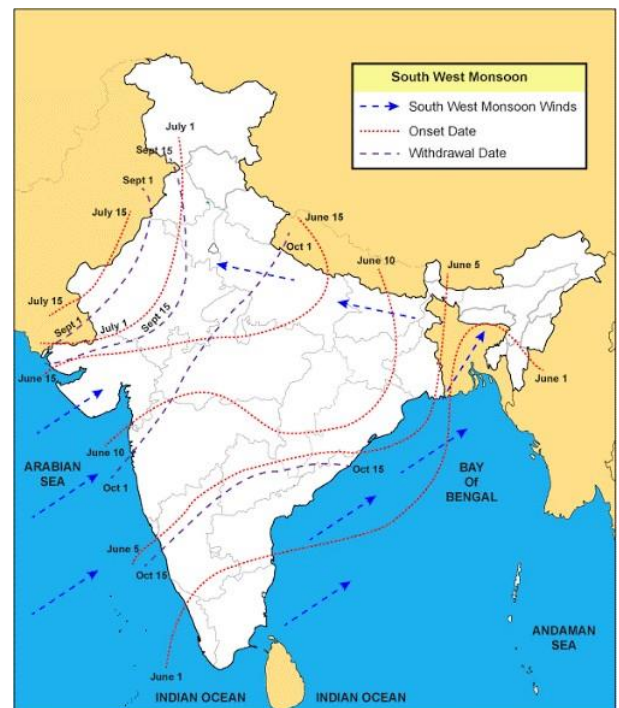 South West Monsoon
South West Monsoon Winds
Onset Date
Withdrawal Date
July 1
Sept 15
Sept 1
July 15
June 15
Oct 1
June 10
June 5
July 15
Sept 1
July 1
Sept 15
June 15
June 1
June 10
ARABIAN
SEA
Oct 1
Oct 15
BAY
Of
BENGAL
June 5
Oct 15
June 1
ANDAMAN
SEA
INDIAN OCEAN
INDIAN OCEAN